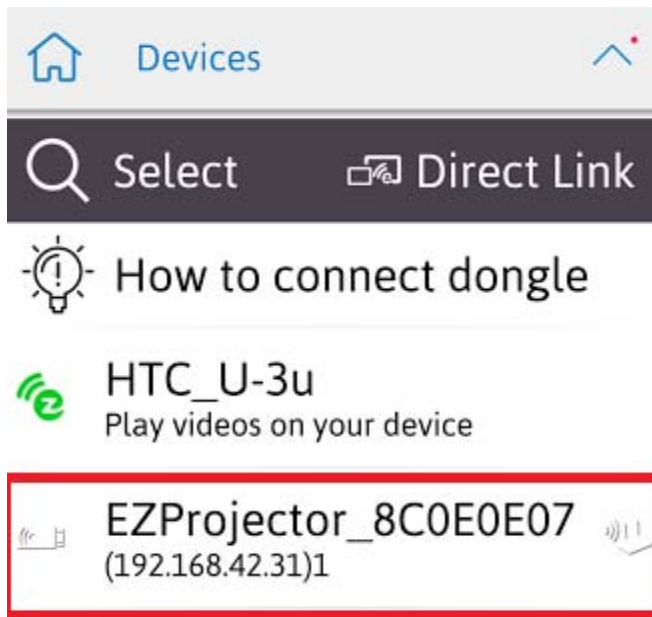 Devices
Select Direct Link
How to connect dongle
HTC_U-3u
Play videos on your device
EZProjector_8C0E0E07
(192.168.42.31)1